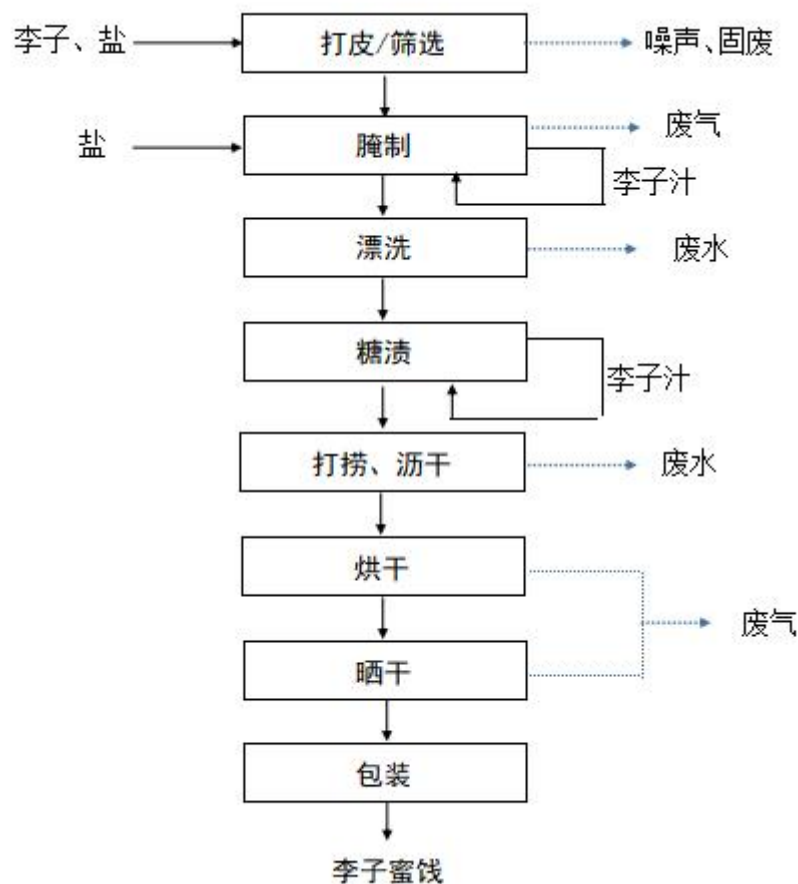 李子、盐
打皮/筛选
噪声、固废
盐
腌制
废气
李子汁
漂洗
废水
糖渍
李子汁
打捞、沥干
废水
烘干
废气
晒干
包装
李子蜜饯